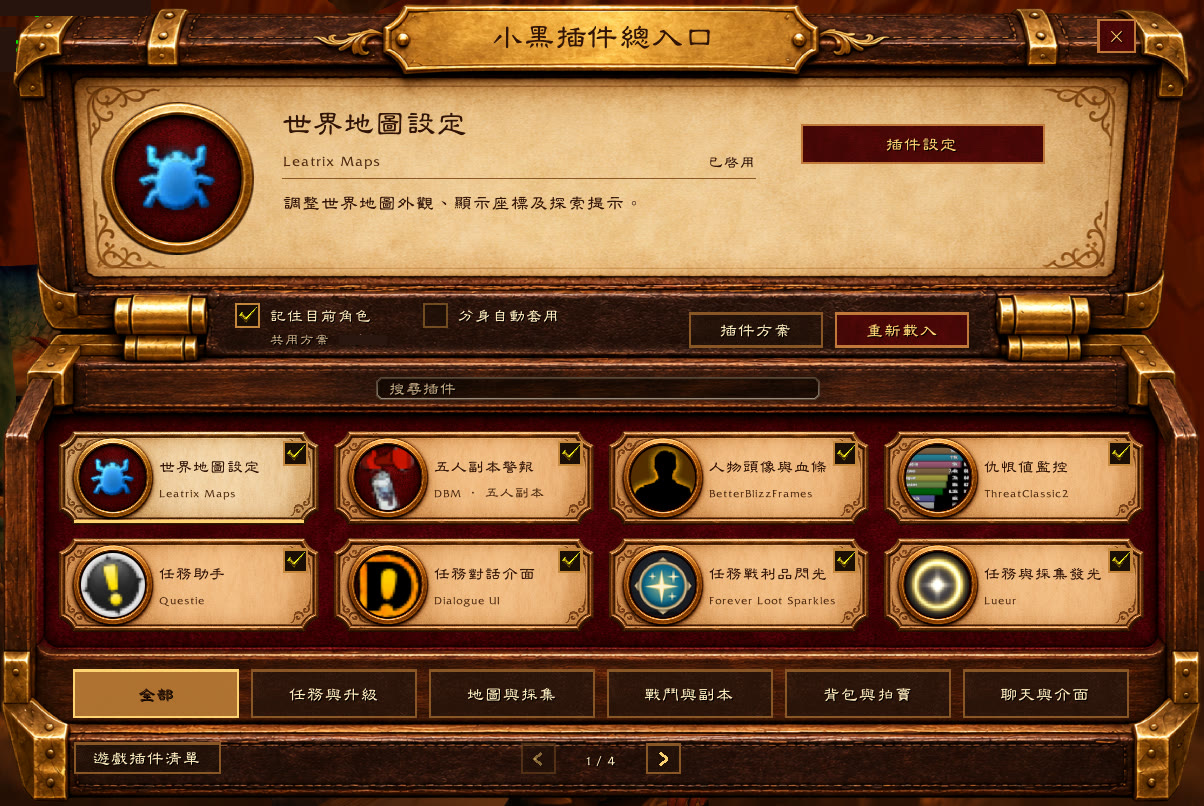 小黑插件總入口
世界地圖設定
Leatrix Maps
已啓用
插件設定
調整世界地圖外觀、顯示座標及探索提示。
記住目前角色
分身自動套用
共用方案
插件方案
重新載入
搜尋插件
世界地圖設定
Leatrix Maps
五人副本警報
DBM · 五人副本
人物頭像與血條
BetterBlizzFrames
仇恨值監控
ThreatClassic2
任務助手
Questie
任務對話介面
Dialogue UI
任務戰利品閃光
Forever Loot Sparkles
任務與採集發光
Lueur
全部
任務與升級
地圖與採集
戰鬥與副本
背包與拍賣
聊天與介面
遊戲插件清單
1 / 4